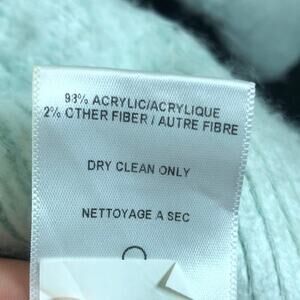 98% ACRYLIC/ACRYLIQUE
2% OTHER FIBER / AUTRE FIBRE
DRY CLEAN ONLY
NETTOYAGE A SEC